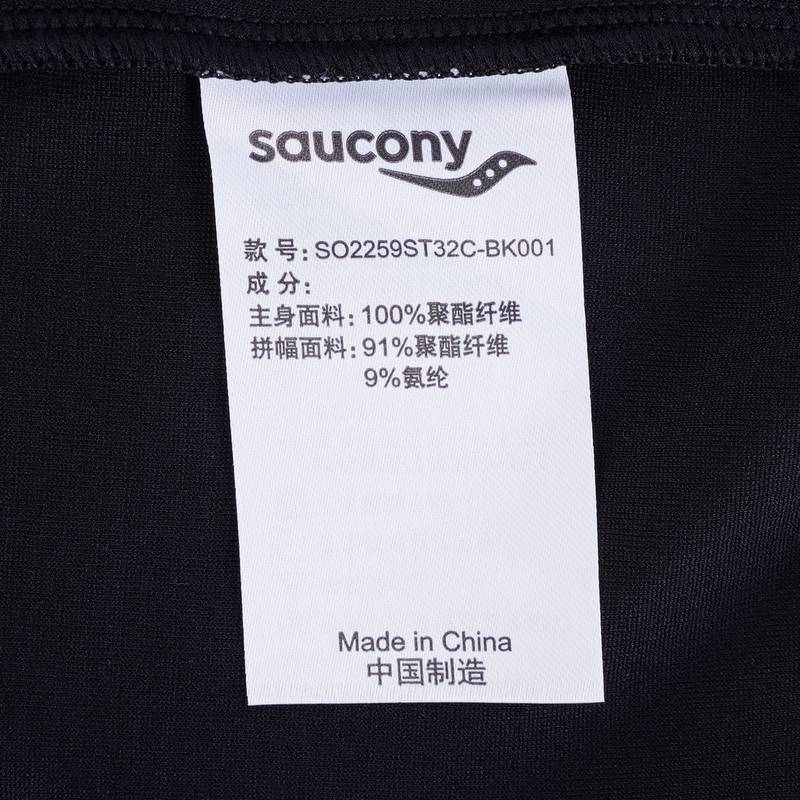 saucony
款 号: SO2259ST32C-BK001
成 分:
主身面料: 100%聚酯纤维
拼幅面料: 91%聚酯纤维
9%氨纶
Made in China
中国制造